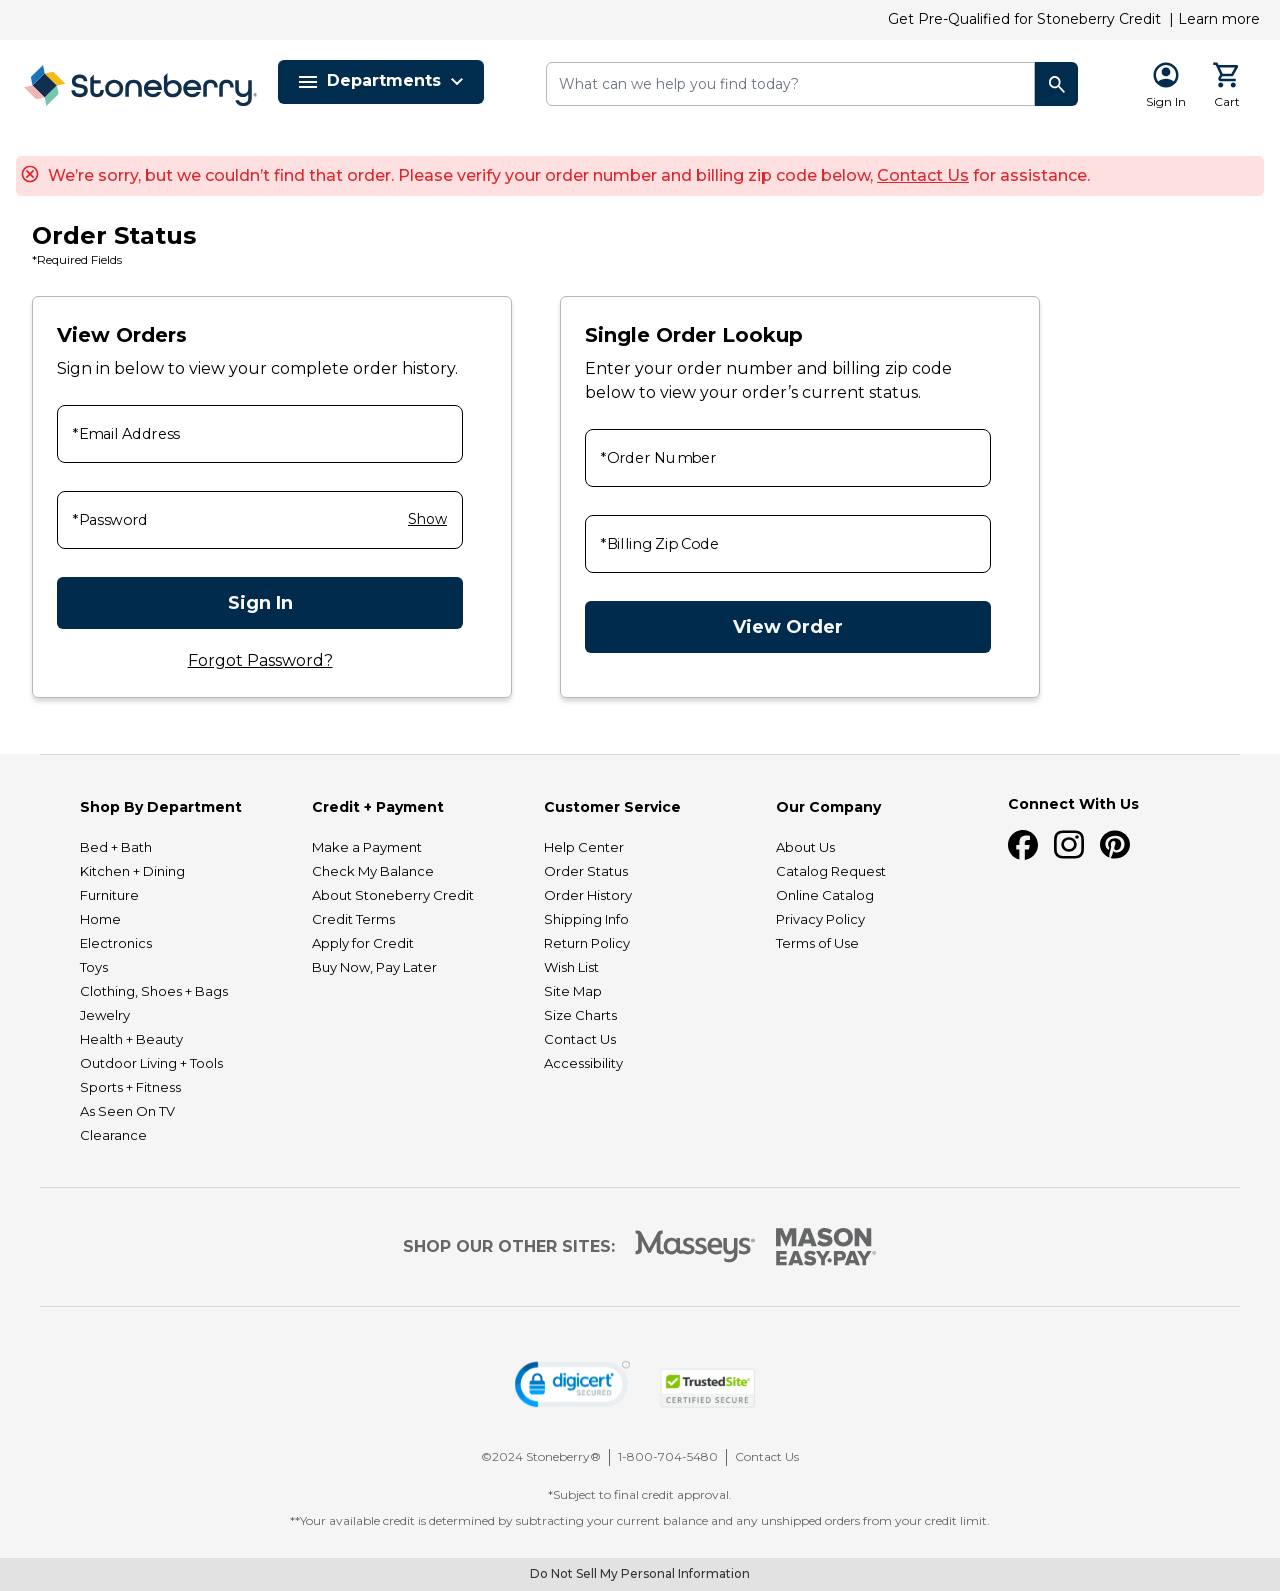 Get Pre-Qualified for Stoneberry Credit | Learn more
Stoneberry.
Departments
What can we help you find today?
Sign In
Cart
We’re sorry, but we couldn’t find that order. Please verify your order number and billing zip code below, Contact Us for assistance.
Order Status
*Required Fields
View Orders
Sign in below to view your complete order history.
*Email Address
*Password
Show
Sign In
Forgot Password?
Single Order Lookup
Enter your order number and billing zip code
below to view your order’s current status.
*Order Number
*Billing Zip Code
View Order
Shop By Department
Bed + Bath
Kitchen + Dining
Furniture
Home
Electronics
Toys
Clothing, Shoes + Bags
Jewelry
Health + Beauty
Outdoor Living + Tools
Sports + Fitness
As Seen On TV
Clearance
Credit + Payment
Make a Payment
Check My Balance
About Stoneberry Credit
Credit Terms
Apply for Credit
Buy Now, Pay Later
Customer Service
Help Center
Order Status
Order History
Shipping Info
Return Policy
Wish List
Site Map
Size Charts
Contact Us
Accessibility
Our Company
About Us
Catalog Request
Online Catalog
Privacy Policy
Terms of Use
Connect With Us
SHOP OUR OTHER SITES:
Masseys
MASON
EASY•PAY
digicert
SECURED
TrustedSite
CERTIFIED SECURE
©2024 Stoneberry® | 1-800-704-5480 | Contact Us
*Subject to final credit approval.
**Your available credit is determined by subtracting your current balance and any unshipped orders from your credit limit.
Do Not Sell My Personal Information